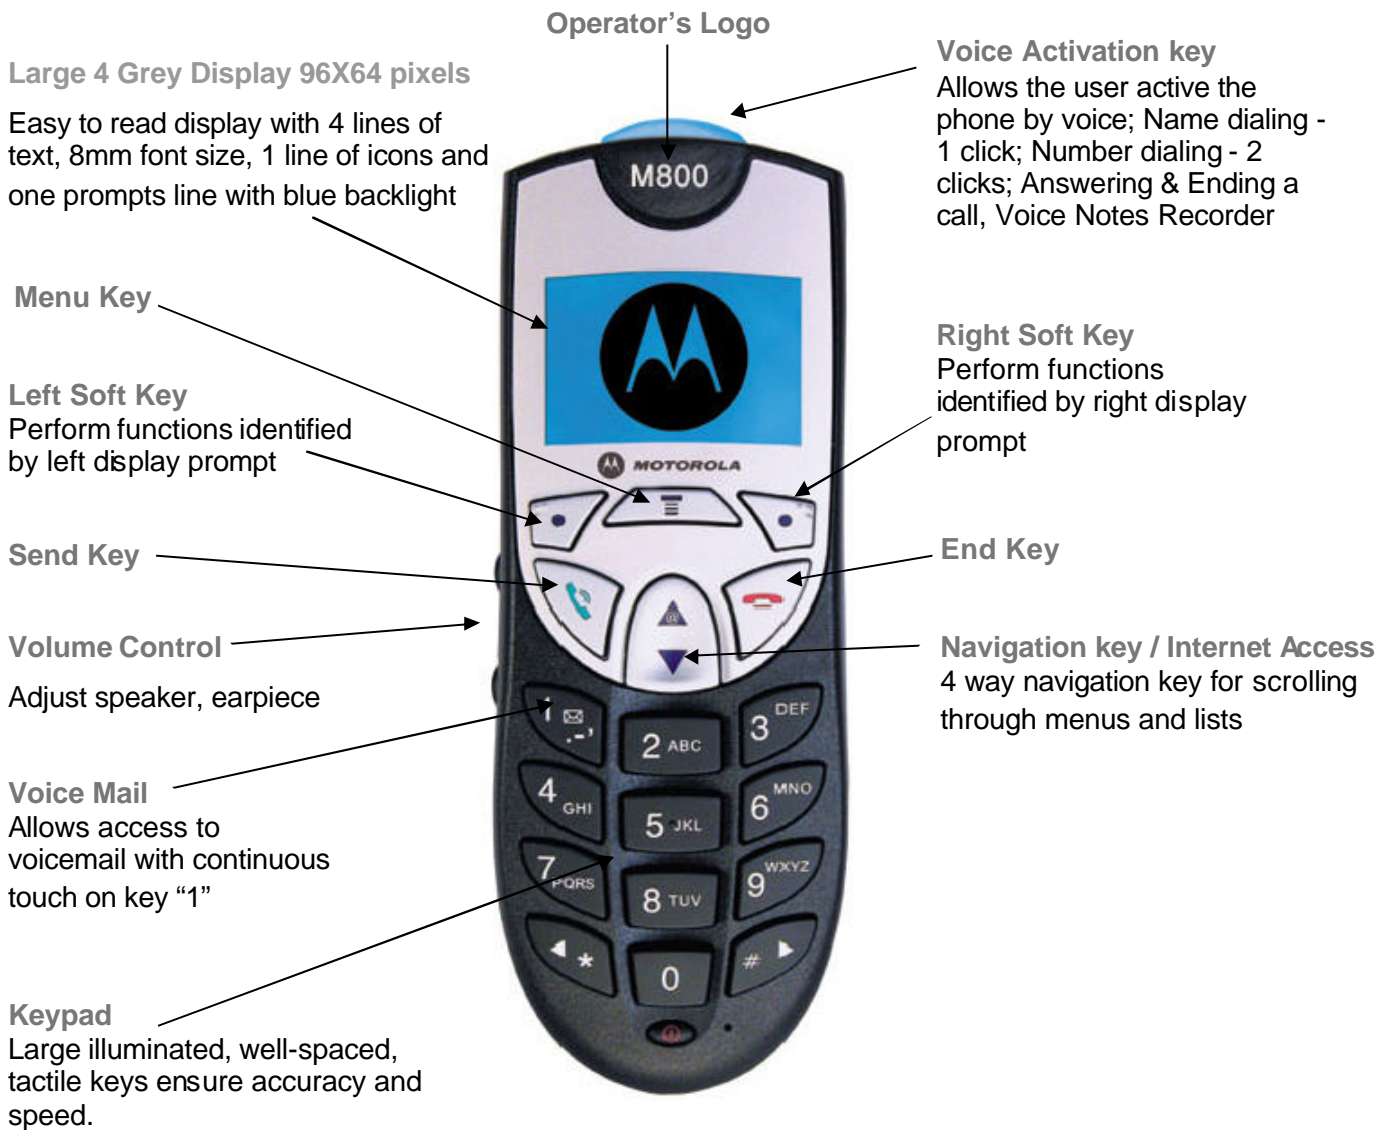 Operator's Logo
Large 4 Grey Display 96X64 pixels
Easy to read display with 4 lines of
text, 8mm font size, 1 line of icons and
one prompts line with blue backlight
Voice Activation key
Allows the user active the
phone by voice; Name dialing -
1 click; Number dialing - 2
clicks; Answering & Ending a
call, Voice Notes Recorder
Menu Key
Left Soft Key
Perform functions identified
by left display prompt
Right Soft Key
Perform functions
identified by right display
prompt
Send Key
End Key
Volume Control
Adjust speaker, earpiece
Navigation key / Internet Access
4 way navigation key for scrolling
through menus and lists
Voice Mail
Allows access to
voicemail with continuous
touch on key “1”
Keypad
Large illuminated, well-spaced,
tactile keys ensure accuracy and
speed.
M800
MOTOROLA
@
1 .-,
2 ABC
3 DEF
4 GHI
5 JKL
6 MNO
7 PQRS
8 TUV
9 WXYZ
*
0
#